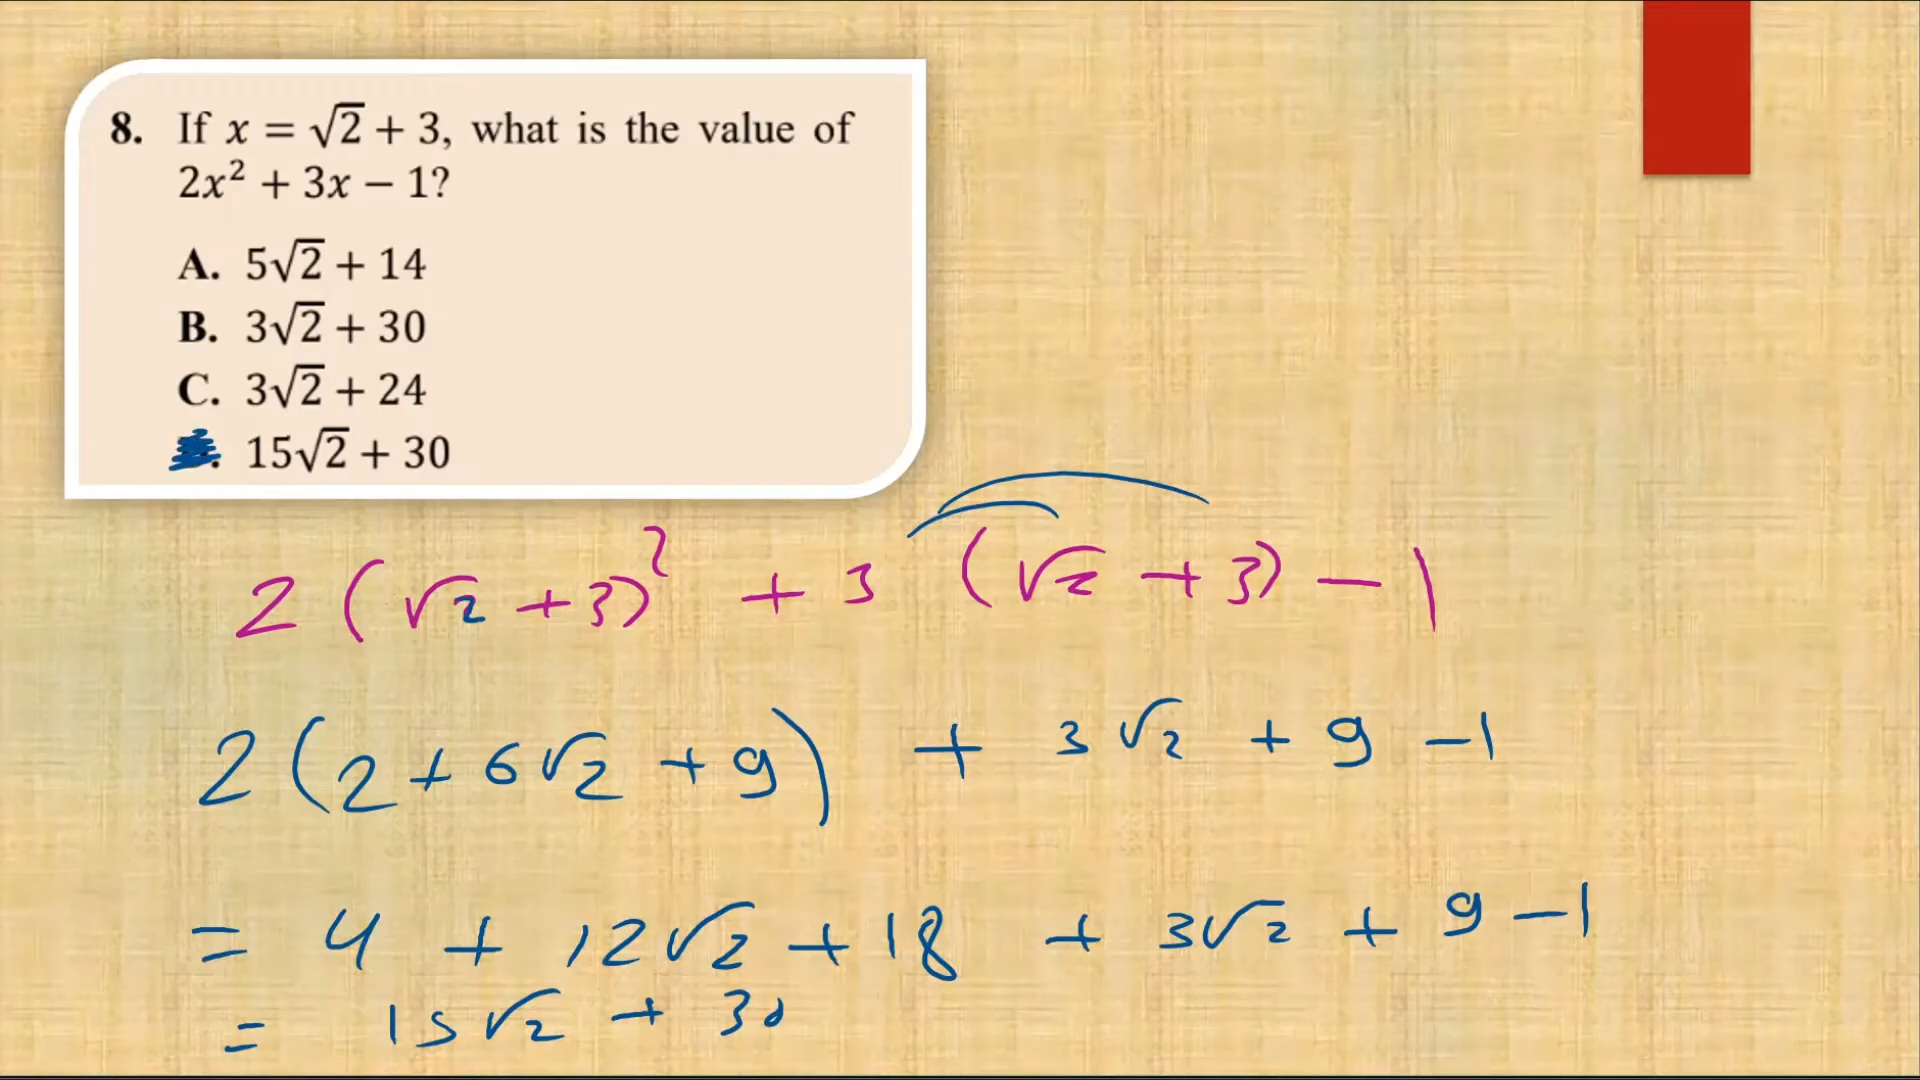 8. If x = √2 + 3, what is the value of
2x² + 3x − 1?
A. 5√2 + 14
B. 3√2 + 30
C. 3√2 + 24
. 15√2 + 30
2 (√2 + 3)² + 3 (√2 + 3) − 1
2 (2 + 6√2 + 9) + 3√2 + 9 − 1
= 4 + 12√2 + 18 + 3√2 + 9 − 1
= 15√2 + 30